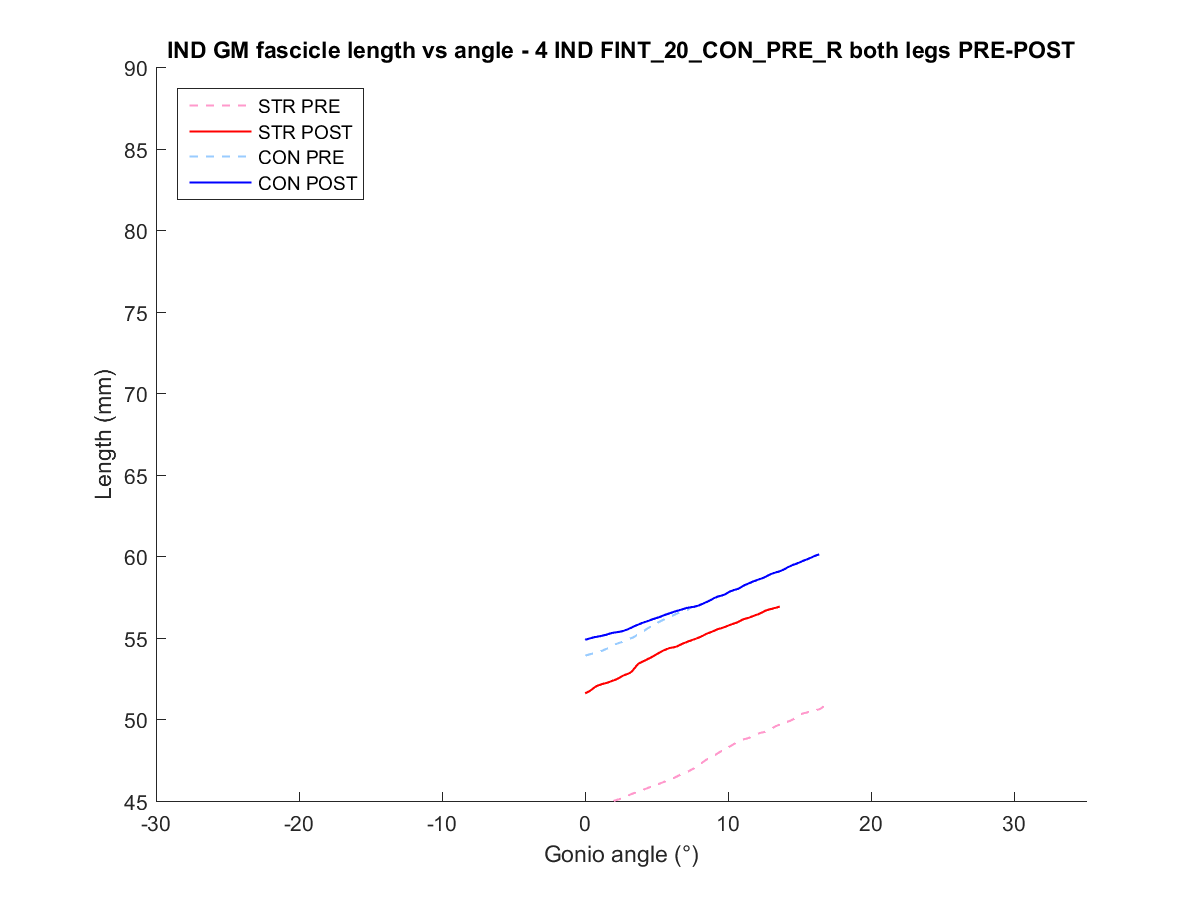 IND GM fascicle length vs angle - 4 IND FINT_20_CON_PRE_R both legs PRE-POST
STR PRE
STR POST
CON PRE
CON POST
90
85
80
75
70
65
60
55
50
45
Length (mm)
-30
-20
-10
0
10
20
30
Gonio angle (°)